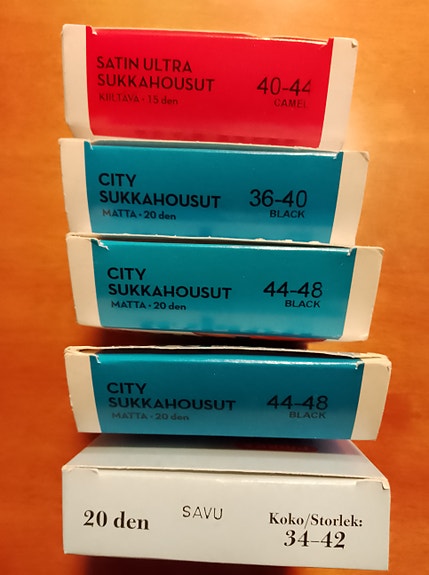 SATIN ULTRA
SUKKAHOUSUT
KIILTÄVÄ • 15 den
40-44
CAMEL
CITY
SUKKAHOUSUT
MATTA • 20 den
36-40
BLACK
CITY
SUKKAHOUSUT
MATTA • 20 den
44-48
BLACK
CITY
SUKKAHOUSUT
MATTA • 20 den
44-48
BLACK
20 den
SAVU
Koko/Storlek:
34–42